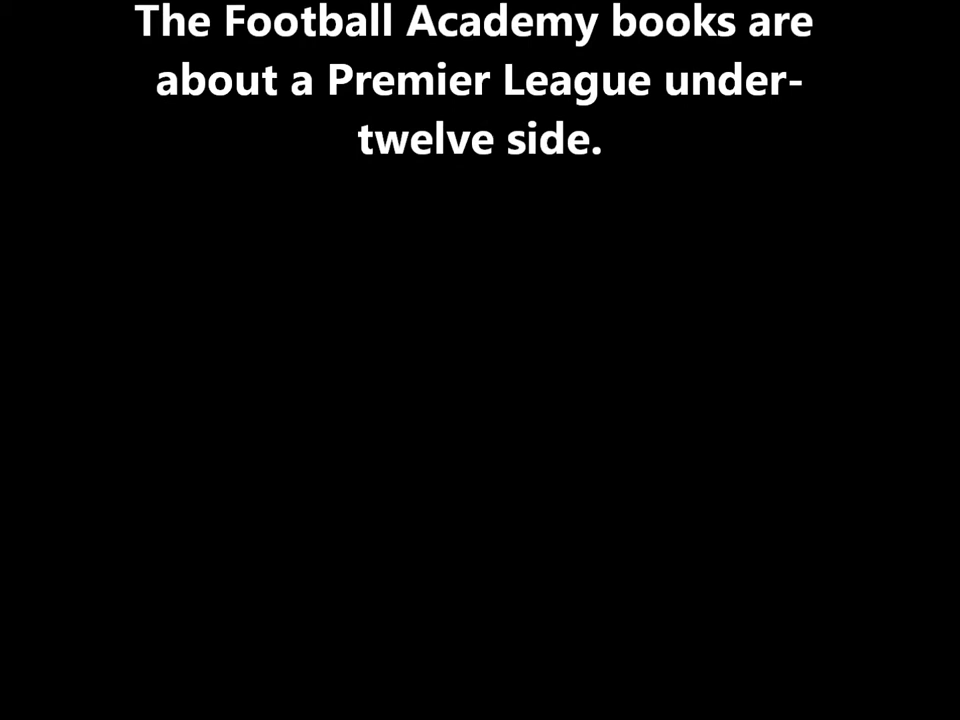 The Football Academy books are
about a Premier League under-
twelve side.